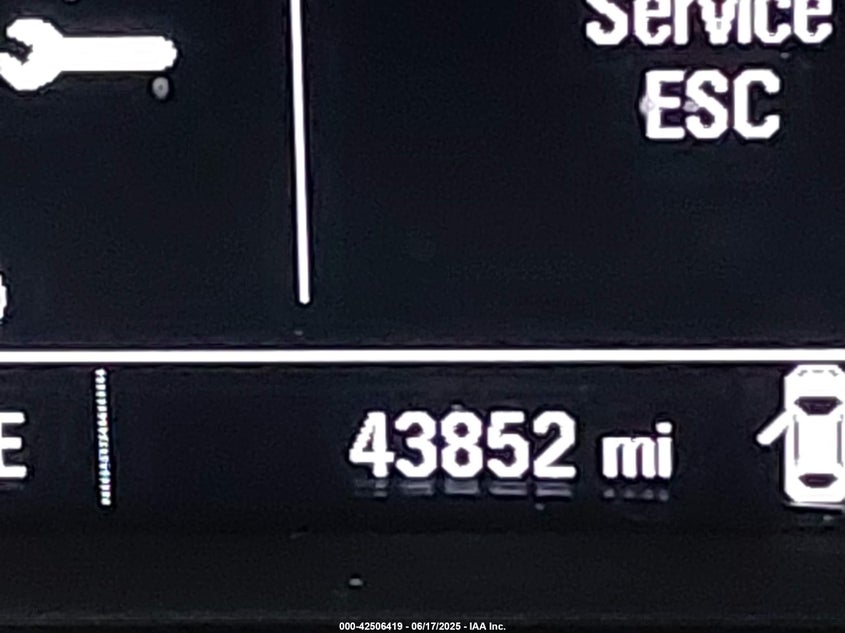 Service
ESC
E
43852 mi
000-42506419 - 06/17/2025 - IAA Inc.